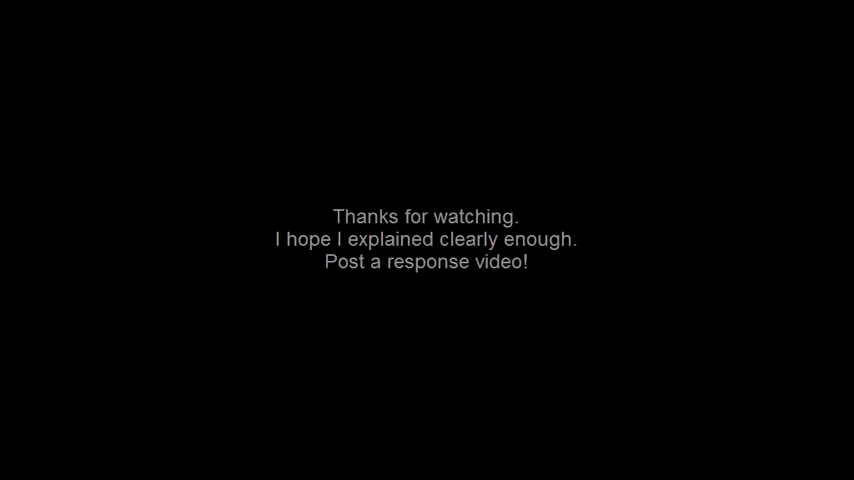 Thanks for watching.
I hope I explained clearly enough.
Post a response video!